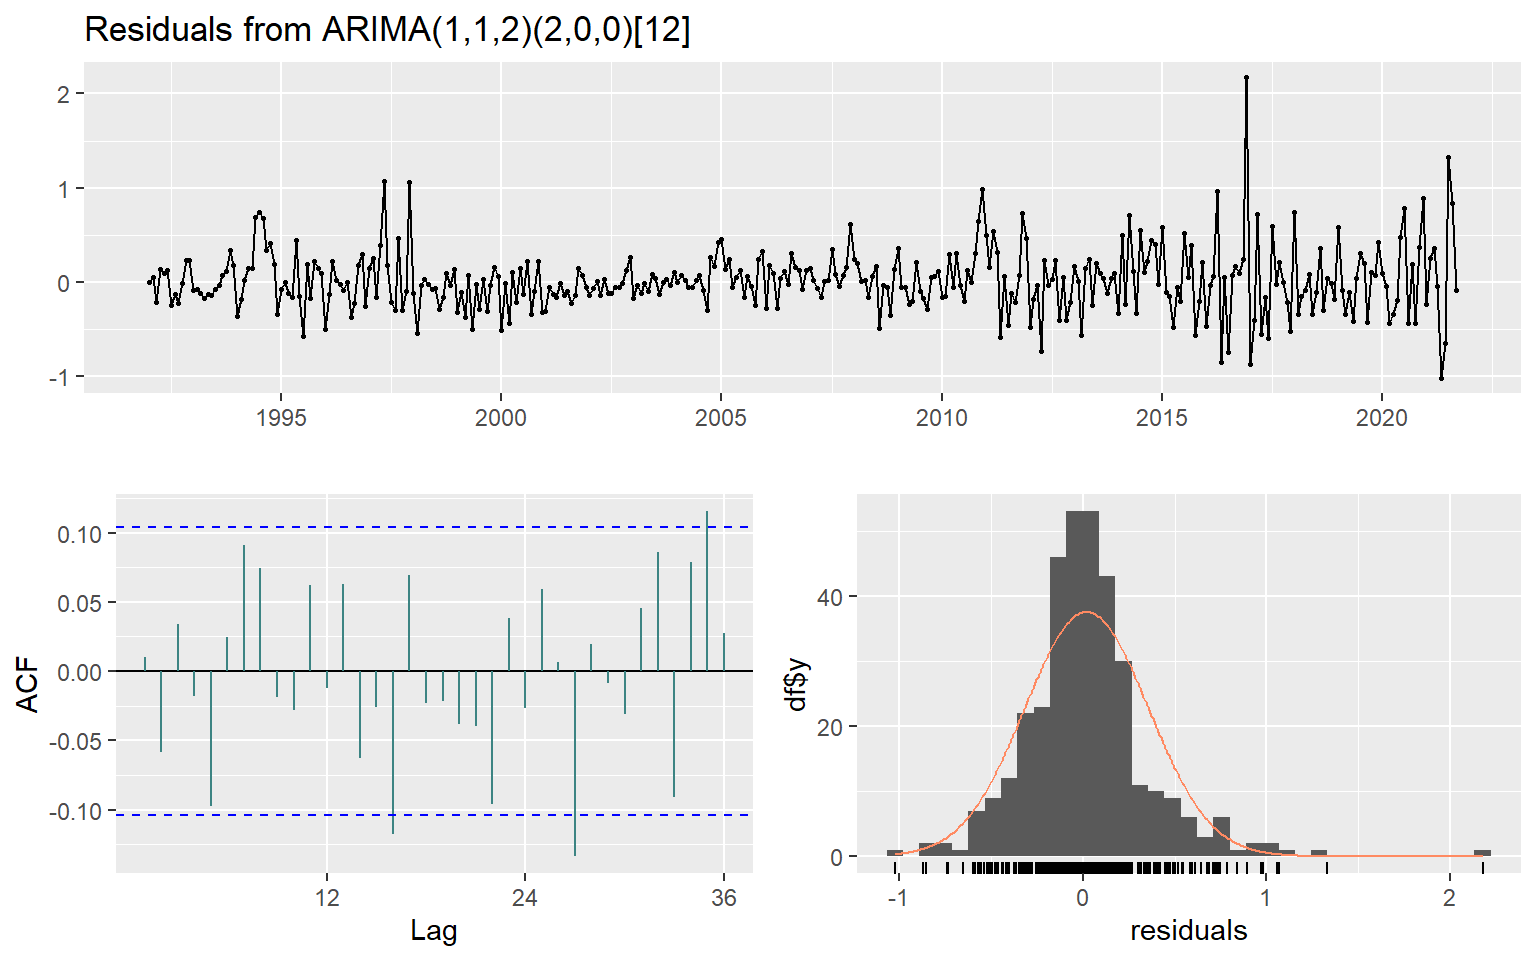 Residuals from ARIMA(1,1,2)(2,0,0)[12]
2
1
0
-1
1995 2000 2005 2010 2015 2020
ACF
0.10
0.05
0.00
-0.05
-0.10
12 24 36
Lag
df$y
40
20
0
-1 0 1 2
residuals